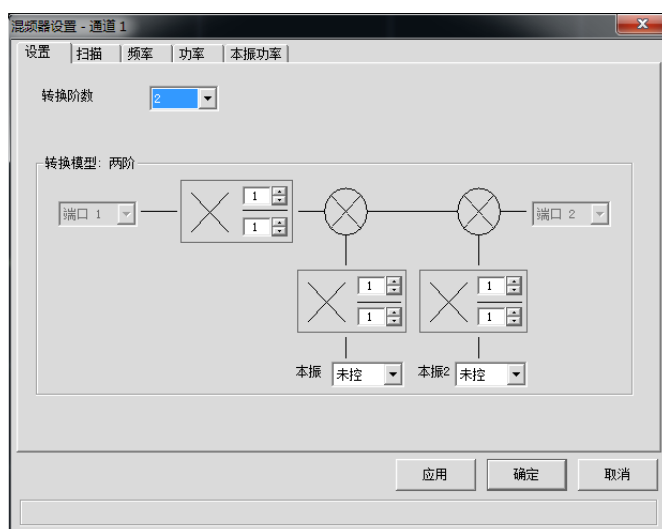 混频器设置 - 通道 1
设置 扫描 频率 功率 本振功率
转换阶数 2
转换模型: 两阶
端口 1
1
1
端口 2
1
1
1
1
本振 未控 本振2 未控
应用 确定 取消